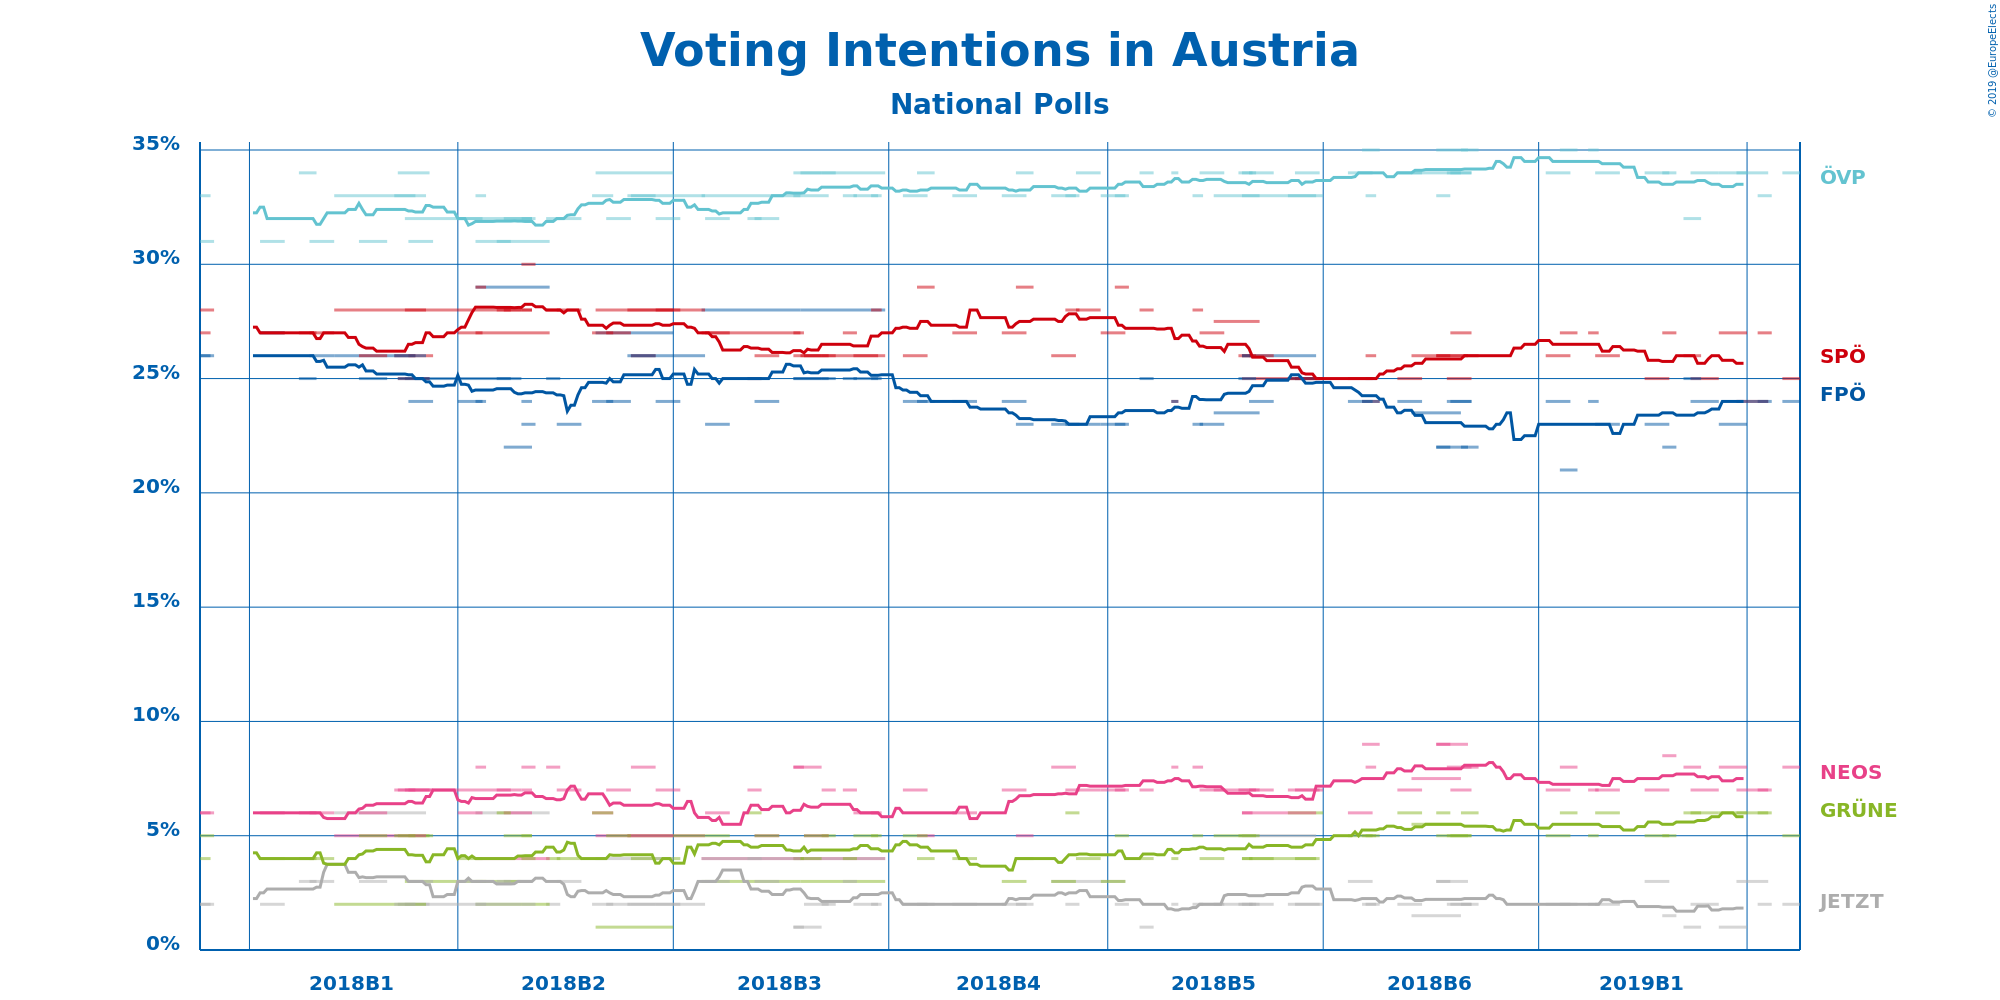 Voting Intentions in Austria
National Polls
© 2019 @EuropeElects
35%
30%
25%
20%
15%
10%
5%
0%
ÖVP
SPÖ
FPÖ
NEOS
GRÜNE
JETZT
2018B1 2018B2 2018B3 2018B4 2018B5 2018B6 2019B1